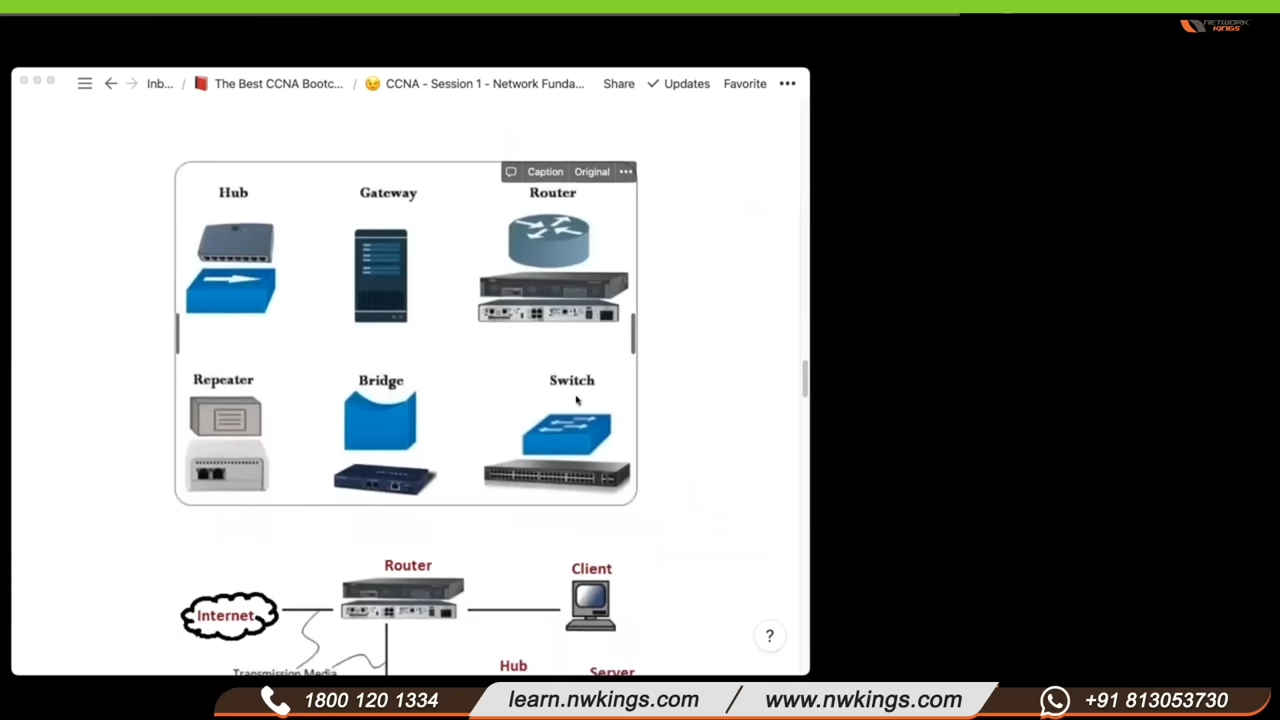 NETWORK
KINGS
Inb... / The Best CCNA Bootc... / CCNA - Session 1 - Network Funda... Share Updates Favorite •••
Caption Original •••
Hub Gateway Router
Repeater Bridge Switch
Router
Client
Internet
Transmission Media
Hub
Server
?
1800 120 1334 learn.nwkings.com / www.nwkings.com +91 813053730